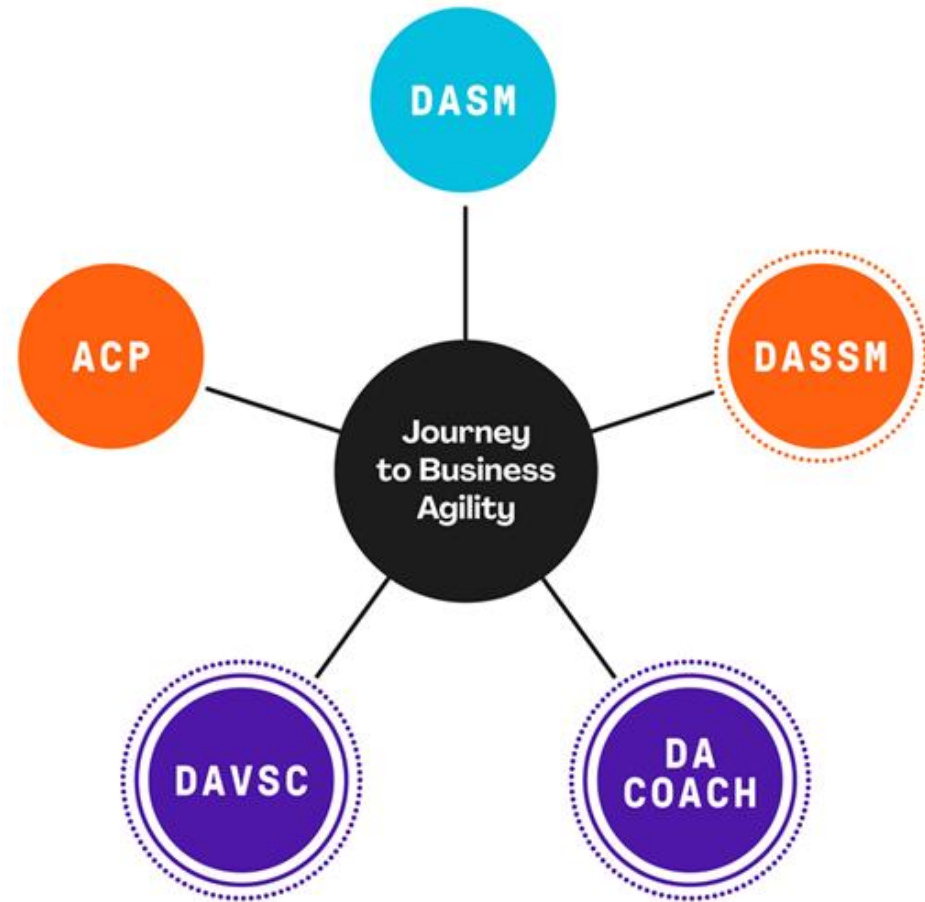 DASM
ACP
DASSM
Journey
to Business
Agility
DAVSC
DA
COACH